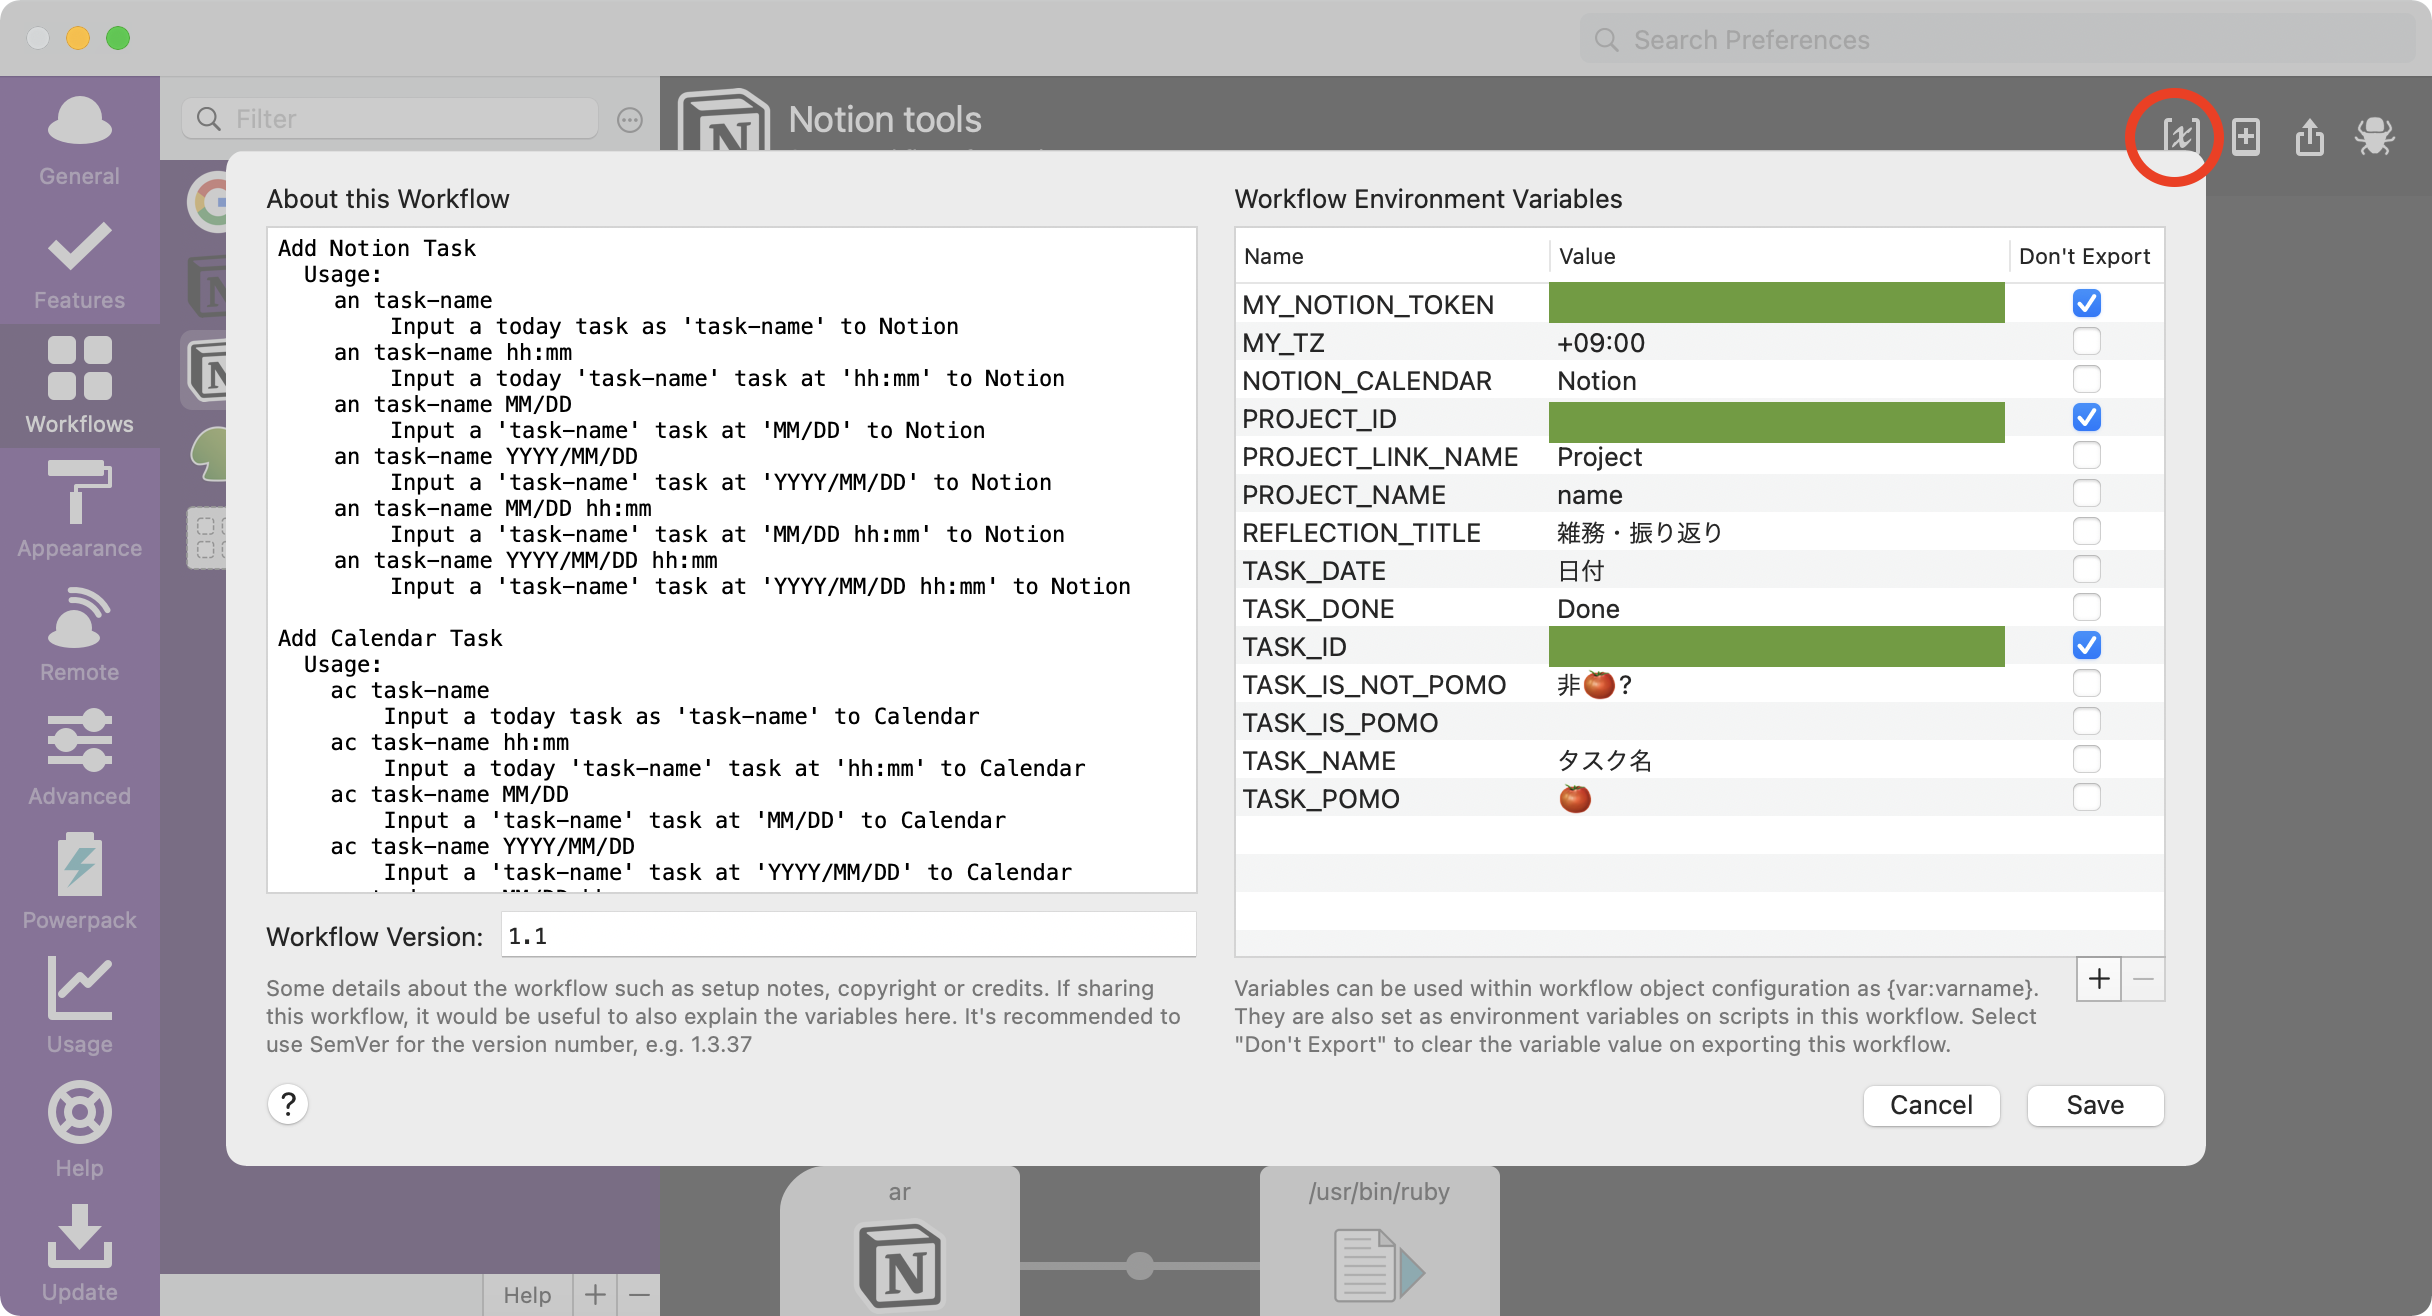 Search Preferences
General
Features
Workflows
Appearance
Remote
Advanced
Powerpack
Usage
Help
Update
Filter
Notion tools
About this Workflow
Add Notion Task
Usage:
an task-name
Input a today task as 'task-name' to Notion
an task-name hh:mm
Input a today 'task-name' task at 'hh:mm' to Notion
an task-name MM/DD
Input a 'task-name' task at 'MM/DD' to Notion
an task-name YYYY/MM/DD
Input a 'task-name' task at 'YYYY/MM/DD' to Notion
an task-name MM/DD hh:mm
Input a 'task-name' task at 'MM/DD hh:mm' to Notion
an task-name YYYY/MM/DD hh:mm
Input a 'task-name' task at 'YYYY/MM/DD hh:mm' to Notion
Add Calendar Task
Usage:
ac task-name
Input a today task as 'task-name' to Calendar
ac task-name hh:mm
Input a today 'task-name' task at 'hh:mm' to Calendar
ac task-name MM/DD
Input a 'task-name' task at 'MM/DD' to Calendar
ac task-name YYYY/MM/DD
Input a 'task-name' task at 'YYYY/MM/DD' to Calendar
Workflow Version: 1.1
Some details about the workflow such as setup notes, copyright or credits. If sharing
this workflow, it would be useful to also explain the variables here. It's recommended to
use SemVer for the version number, e.g. 1.3.37
?
Workflow Environment Variables
Name Value Don't Export
MY_NOTION_TOKEN
MY_TZ +09:00
NOTION_CALENDAR Notion
PROJECT_ID
PROJECT_LINK_NAME Project
PROJECT_NAME name
REFLECTION_TITLE 雑務・振り返り
TASK_DATE 日付
TASK_DONE Done
TASK_ID
TASK_IS_NOT_POMO 非🍅?
TASK_IS_POMO
TASK_NAME タスク名
TASK_POMO 🍅
Variables can be used within workflow object configuration as {var:varname}.
They are also set as environment variables on scripts in this workflow. Select
"Don't Export" to clear the variable value on exporting this workflow.
Cancel Save
ar
/usr/bin/ruby
Help